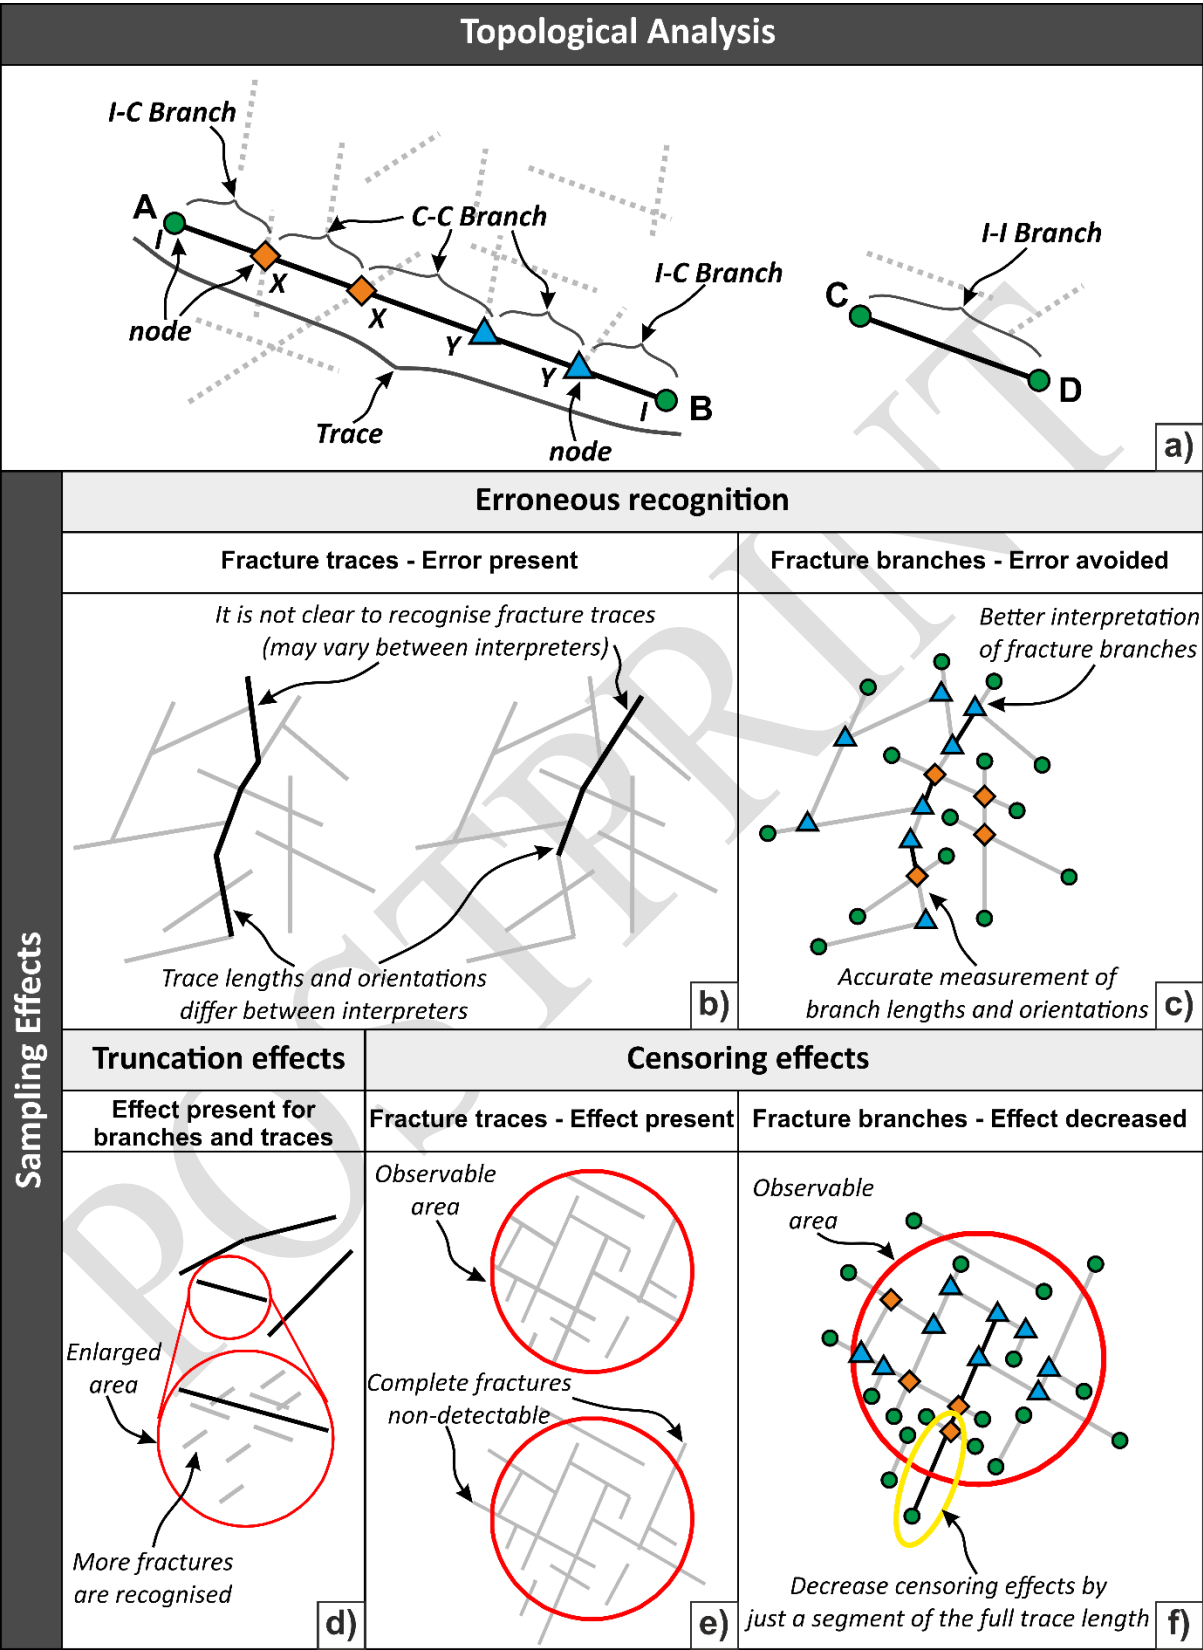 Topological Analysis
I-C Branch
A
I
C-C Branch
I-I Branch
I-C Branch
X
C
node
X
Y
Y
D
I
B
Trace
node
a)
Sampling Effects
Erroneous recognition
Fracture traces - Error present
Fracture branches - Error avoided
It is not clear to recognise fracture traces
(may vary between interpreters)
Trace lengths and orientations
differ between interpreters
b)
Better interpretation
of fracture branches
Accurate measurement of
branch lengths and orientations
c)
Truncation effects
Censoring effects
Effect present for
branches and traces
Fracture traces - Effect present
Fracture branches - Effect decreased
Enlarged
area
More fractures
are recognised
d)
Observable
area
Complete fractures
non-detectable
e)
Observable
area
Decrease censoring effects by
just a segment of the full trace length
f)
POSTPRINT